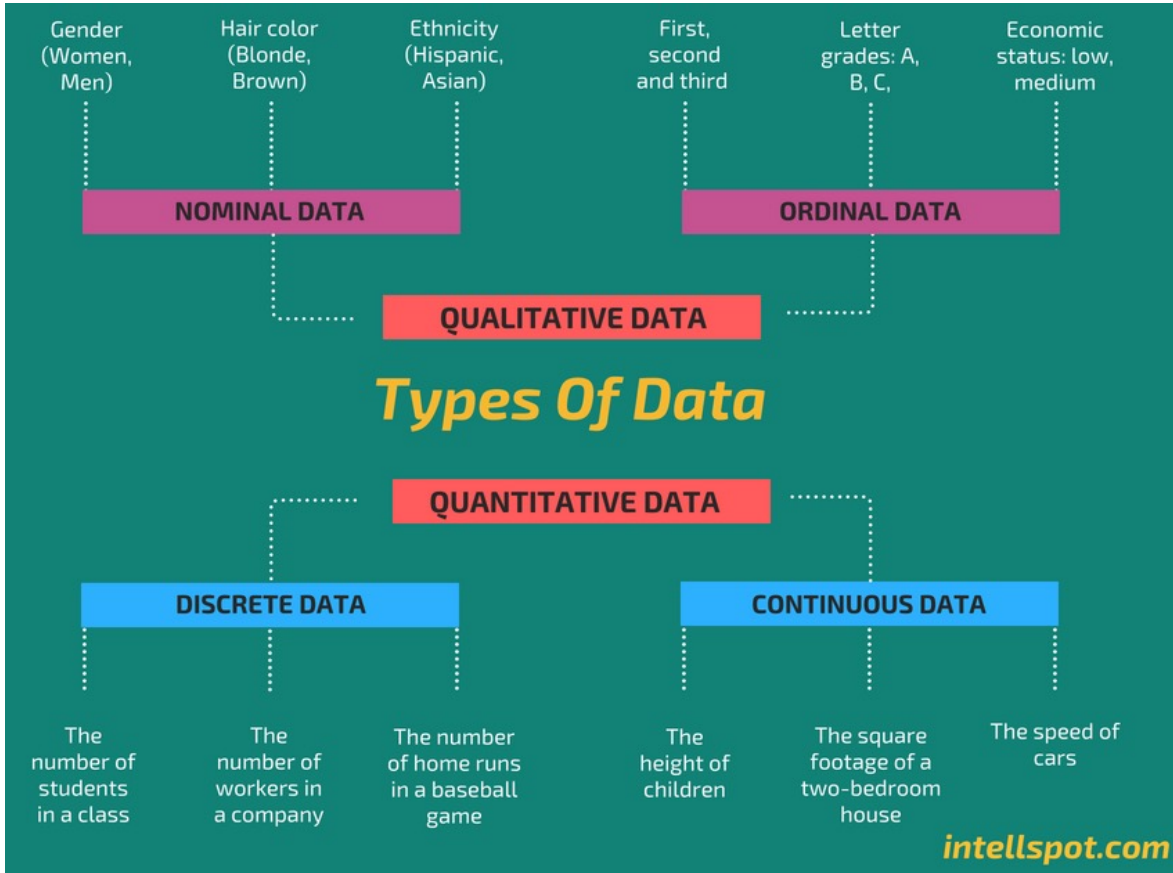 Gender
(Women,
Men)
Hair color
(Blonde,
Brown)
Ethnicity
(Hispanic,
Asian)
First,
second
and third
Letter
grades: A,
B, C,
Economic
status: low,
medium
NOMINAL DATA
ORDINAL DATA
QUALITATIVE DATA
Types Of Data
QUANTITATIVE DATA
DISCRETE DATA
CONTINUOUS DATA
The
number of
students
in a class
The
number of
workers in
a company
The number
of home runs
in a baseball
game
The
height of
children
The square
footage of a
two-bedroom
house
The speed of
cars
intellspot.com